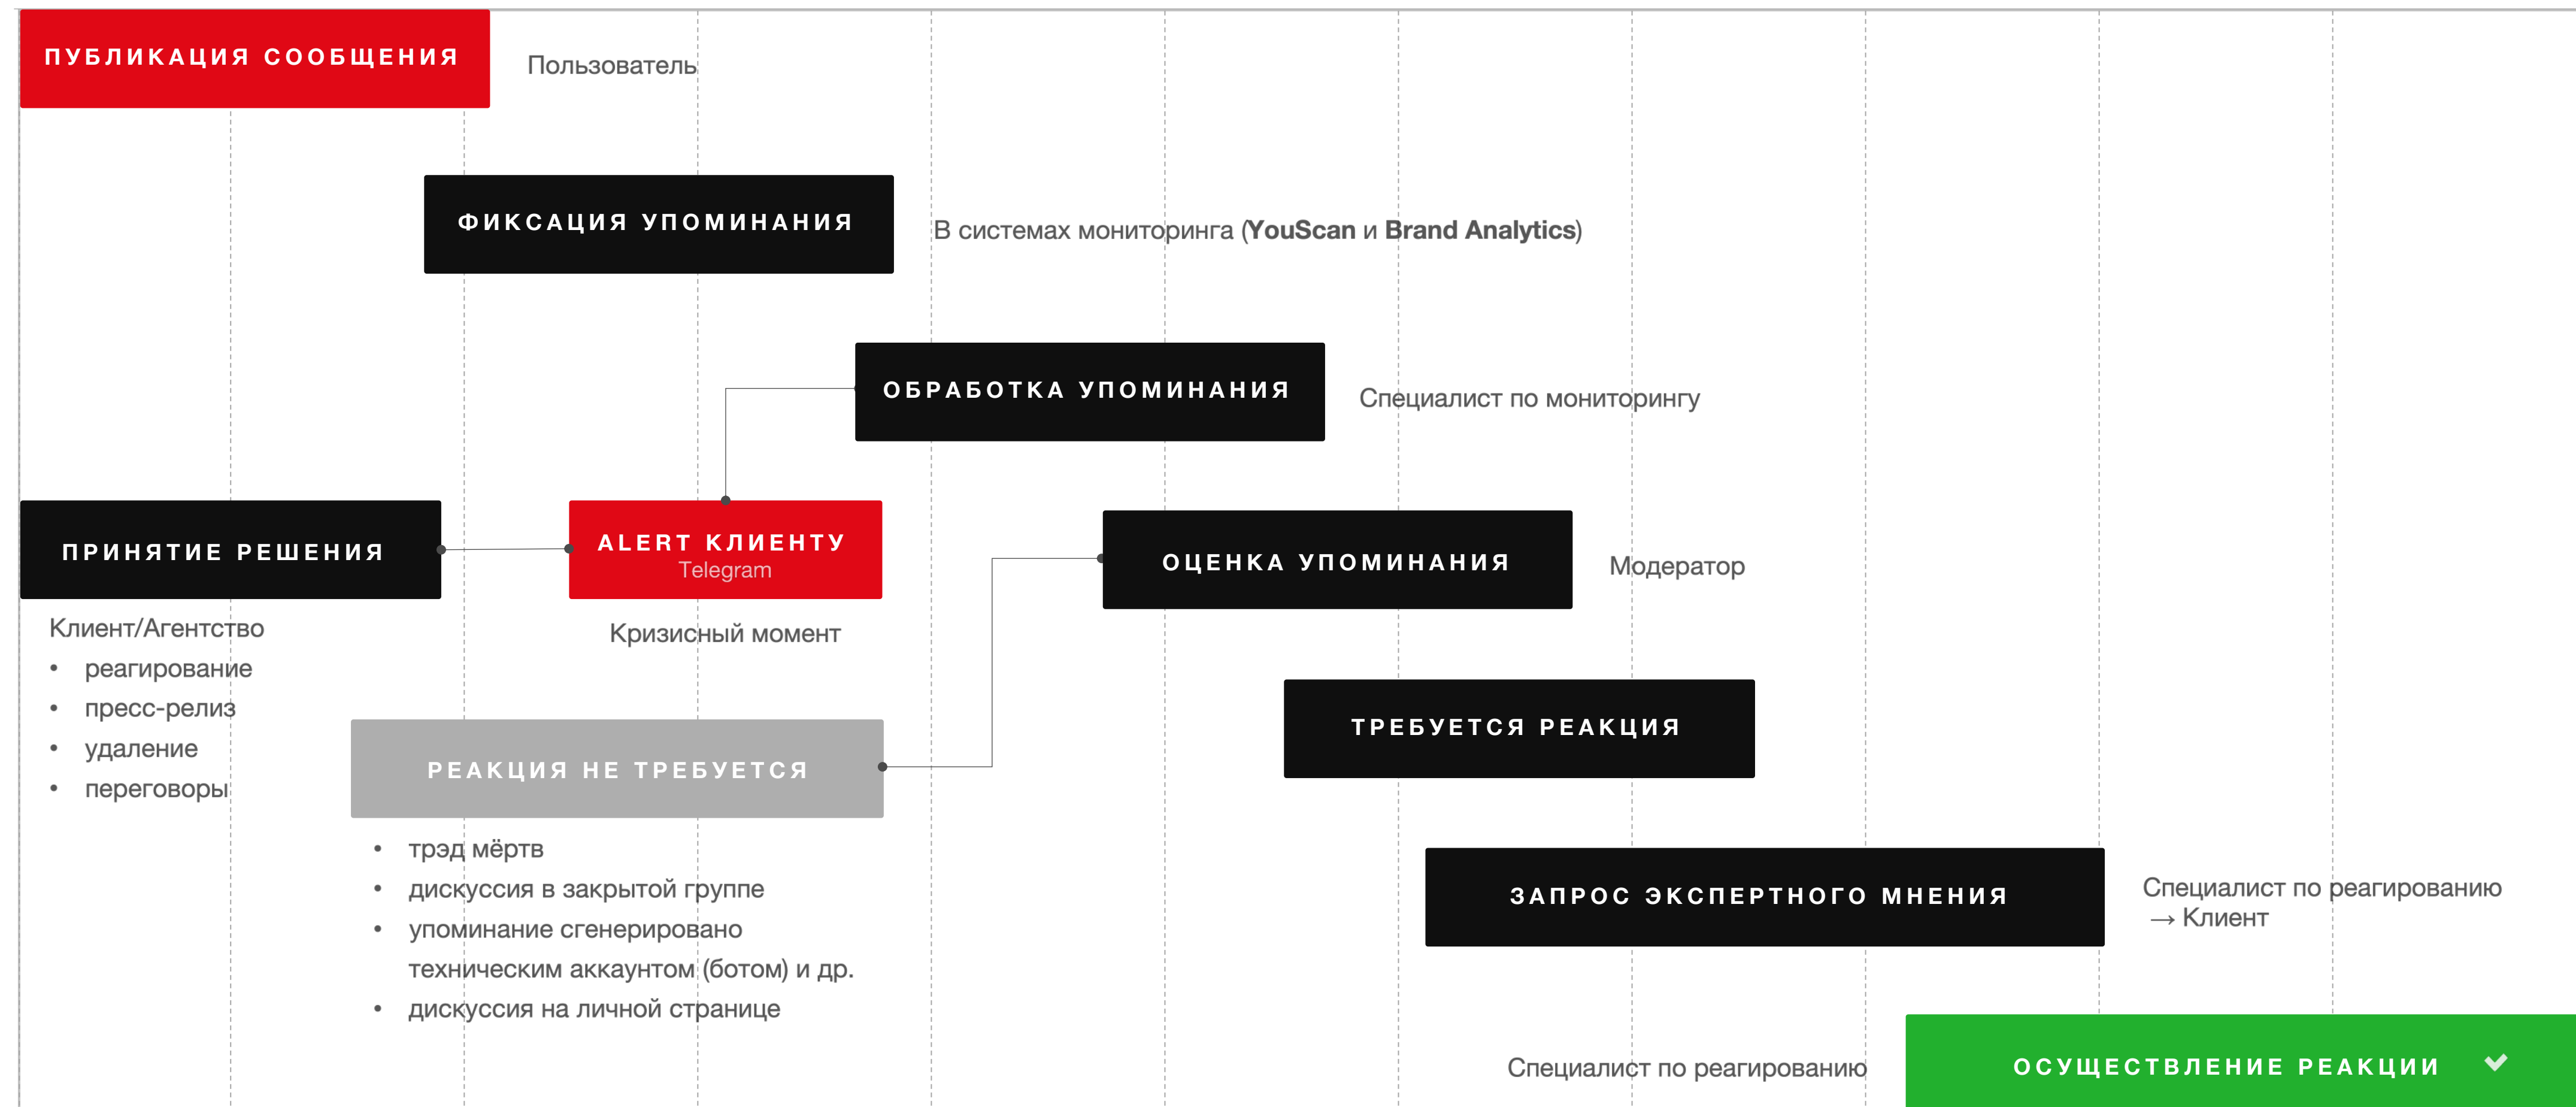 ПУБЛИКАЦИЯ СООБЩЕНИЯ
Пользователь
ФИКСАЦИЯ УПОМИНАНИЯ
В системах мониторинга (YouScan и Brand Analytics)
ОБРАБОТКА УПОМИНАНИЯ
Специалист по мониторингу
ПРИНЯТИЕ РЕШЕНИЯ
Клиент/Агентство
• реагирование
• пресс-релиз
• удаление
• переговоры
ALERT КЛИЕНТУ
Telegram
Кризисный момент
ОЦЕНКА УПОМИНАНИЯ
Модератор
РЕАКЦИЯ НЕ ТРЕБУЕТСЯ
• трэд мёртв
• дискуссия в закрытой группе
• упоминание сгенерировано
техническим аккаунтом (ботом) и др.
• дискуссия на личной странице
ТРЕБУЕТСЯ РЕАКЦИЯ
ЗАПРОС ЭКСПЕРТНОГО МНЕНИЯ
Специалист по реагированию
→ Клиент
Специалист по реагированию
ОСУЩЕСТВЛЕНИЕ РЕАКЦИИ